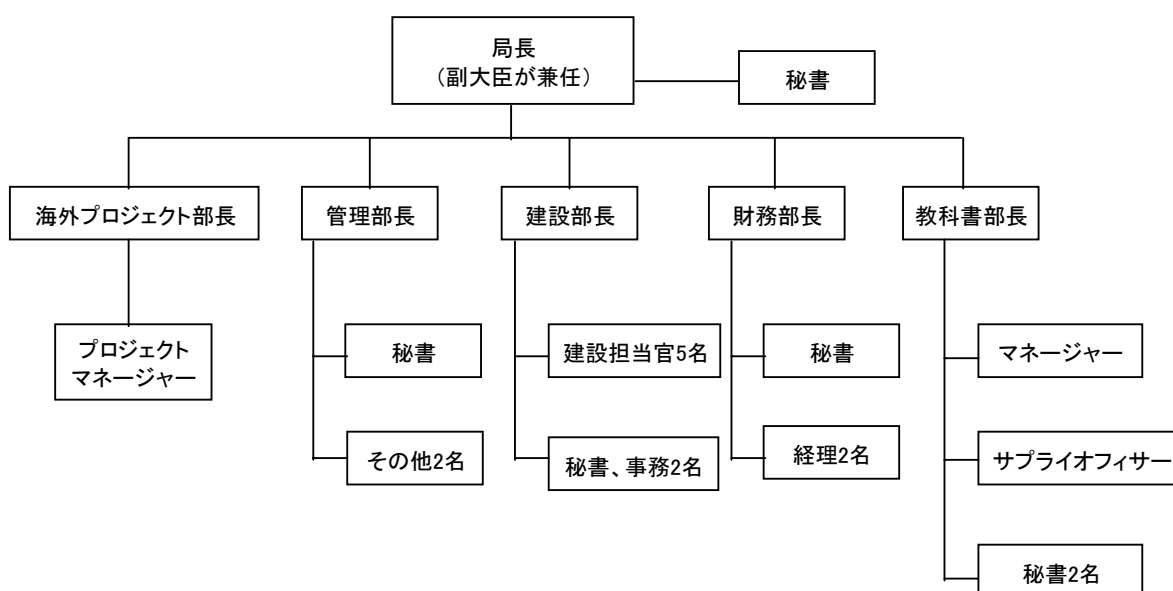 局長
(副大臣が兼任)
秘書
海外プロジェクト部長
管理部長
建設部長
財務部長
教科書部長
プロジェクト
マネージャー
秘書
建設担当官5名
秘書
マネージャー
その他2名
秘書、事務2名
経理2名
サプライオフィサー
秘書2名